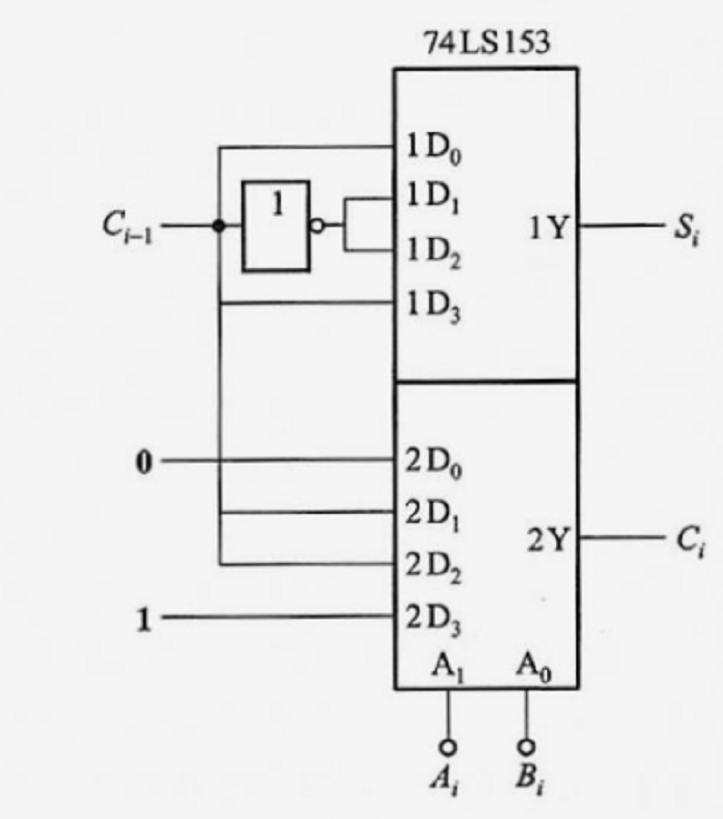 74LS153
1D₀
1D₁
Cᵢ₋₁ 1 1Y Sᵢ
1D₂
1D₃
0 2D₀
2D₁
2Y Cᵢ
2D₂
1 2D₃
A₁ A₀
Aᵢ Bᵢ